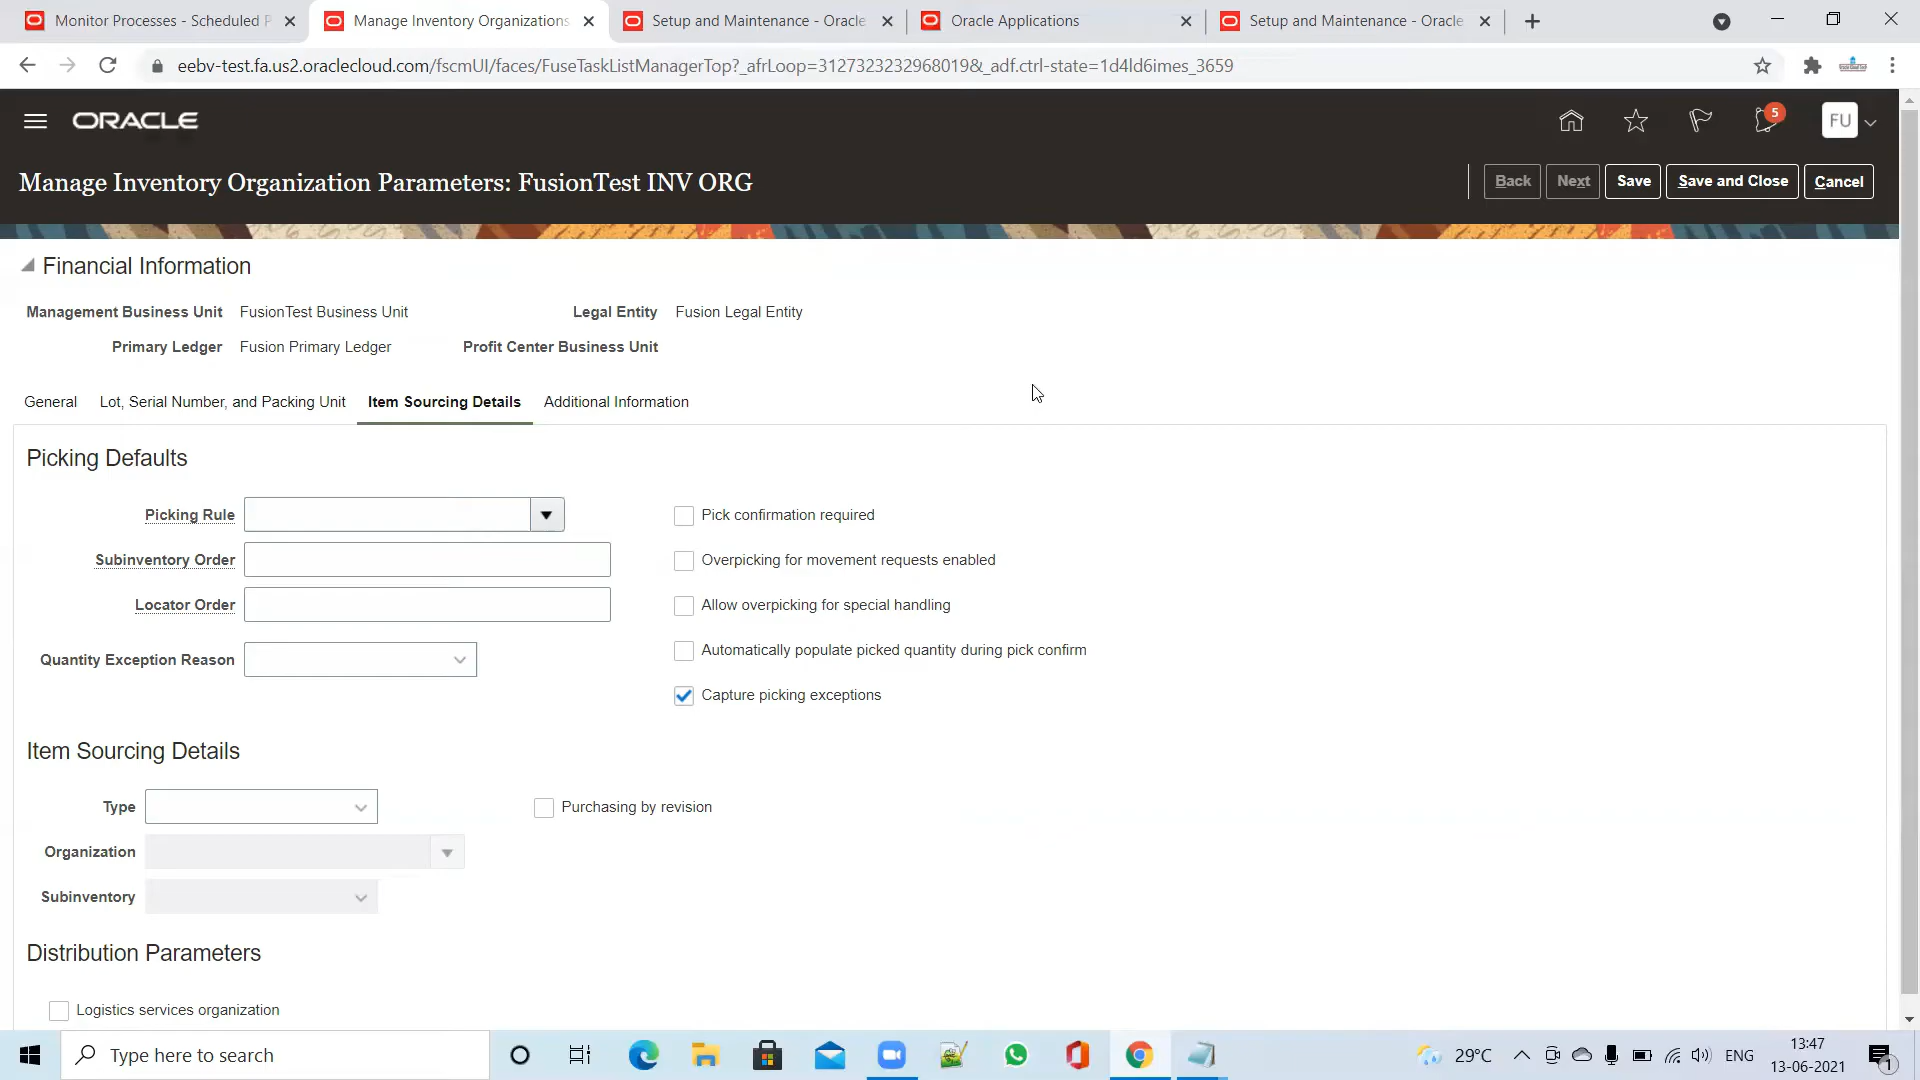 Monitor Processes - Scheduled P
Manage Inventory Organizations
Setup and Maintenance - Oracle
Oracle Applications
Setup and Maintenance - Oracle
eebv-test.fa.us2.oraclecloud.com/fscmUI/faces/FuseTaskListManagerTop?_afrLoop=3127323232968019&_adf.ctrl-state=1d4ld6imes_3659
ORACLE
5
FU
Manage Inventory Organization Parameters: FusionTest INV ORG
Back
Next
Save
Save and Close
Cancel
Financial Information
Management Business Unit FusionTest Business Unit
Legal Entity Fusion Legal Entity
Primary Ledger Fusion Primary Ledger
Profit Center Business Unit
General
Lot, Serial Number, and Packing Unit
Item Sourcing Details
Additional Information
Picking Defaults
Picking Rule
Pick confirmation required
Subinventory Order
Overpicking for movement requests enabled
Locator Order
Allow overpicking for special handling
Quantity Exception Reason
Automatically populate picked quantity during pick confirm
Capture picking exceptions
Item Sourcing Details
Type
Purchasing by revision
Organization
Subinventory
Distribution Parameters
Logistics services organization
Type here to search
29°C
ENG
13:47
13-06-2021
1